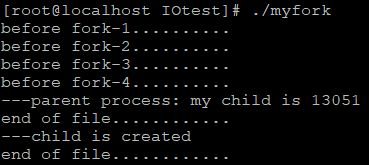 [root@localhost IOtest]# ./myfork
before fork-1..........
before fork-2..........
before fork-3..........
before fork-4..........
---parent process: my child is 13051
end of file............
---child is created
end of file............